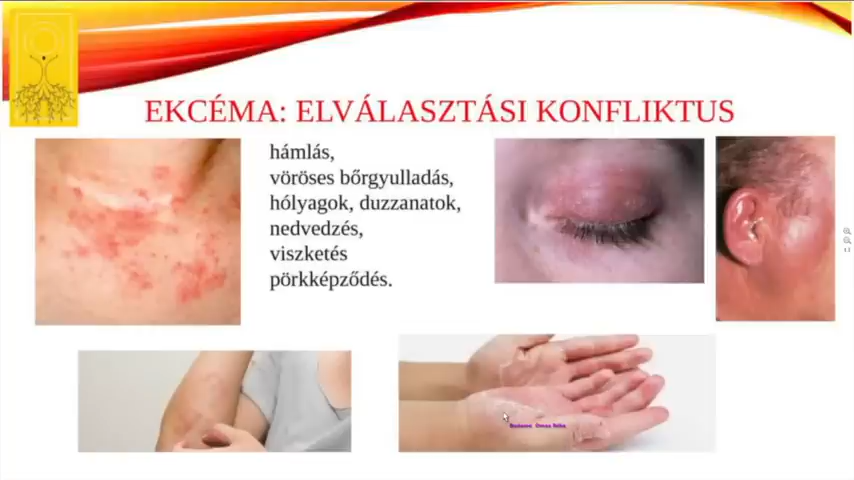 EKCÉMA: ELVÁLASZTÁSI KONFLIKTUS
hámlás,
vöröses bőrgyulladás,
hólyagok, duzzanatok,
nedvedzés,
viszketés
pörkképződés.